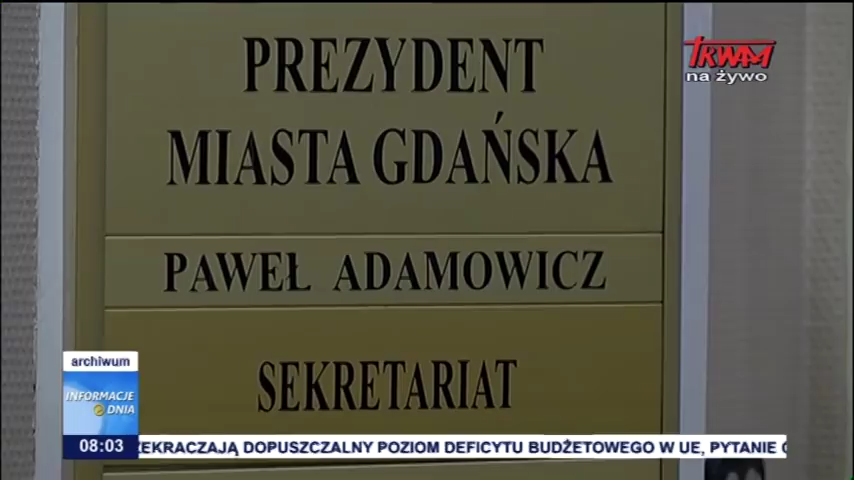 PREZYDENT
MIASTA GDAŃSKA
PAWEŁ ADAMOWICZ
SEKRETARIAT
TRWAM
na żywo
archiwum
INFORMACJE
DNIA
08:03
DOPUSZCZALNY POZIOM DEFICYTU BUDŻETOWEGO W UE, PYTANIE